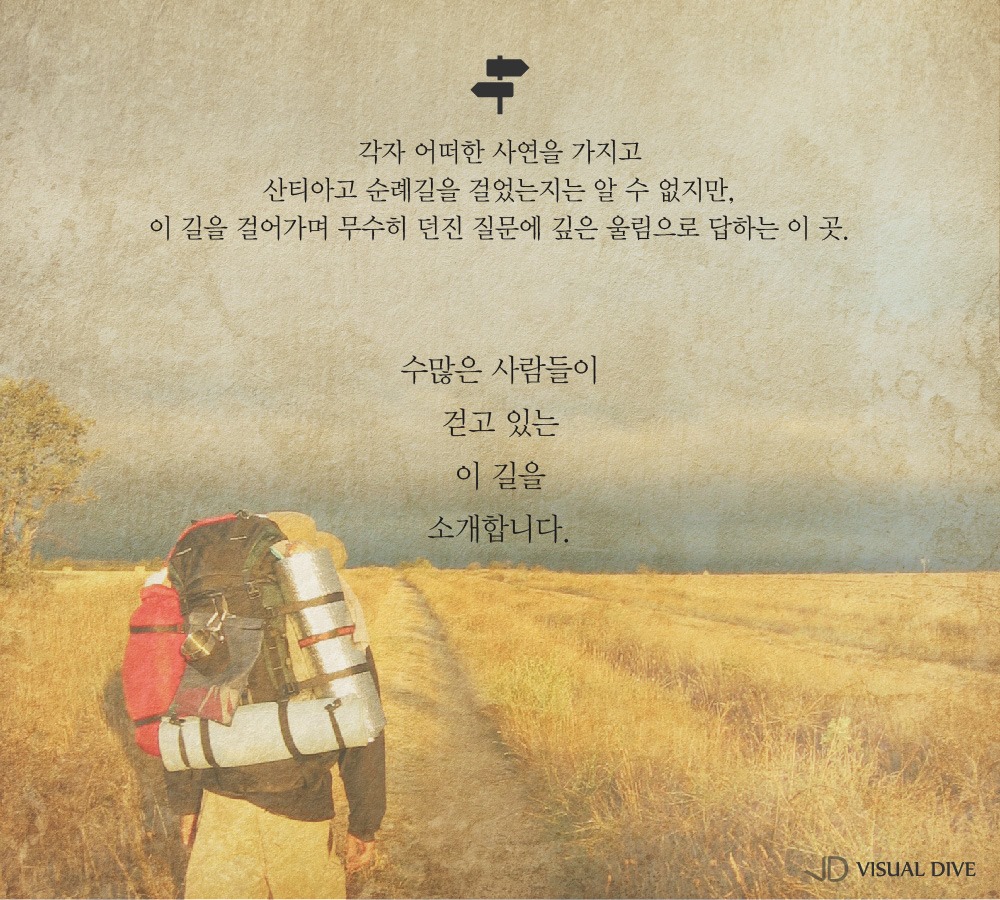 각자 어떠한 사연을 가지고
산티아고 순례길을 걸었는지는 알 수 없지만,
이 길을 걸어가며 무수히 던진 질문에 깊은 울림으로 답하는 이 곳.
수많은 사람들이
걷고 있는
이 길을
소개합니다.
VISUAL DIVE